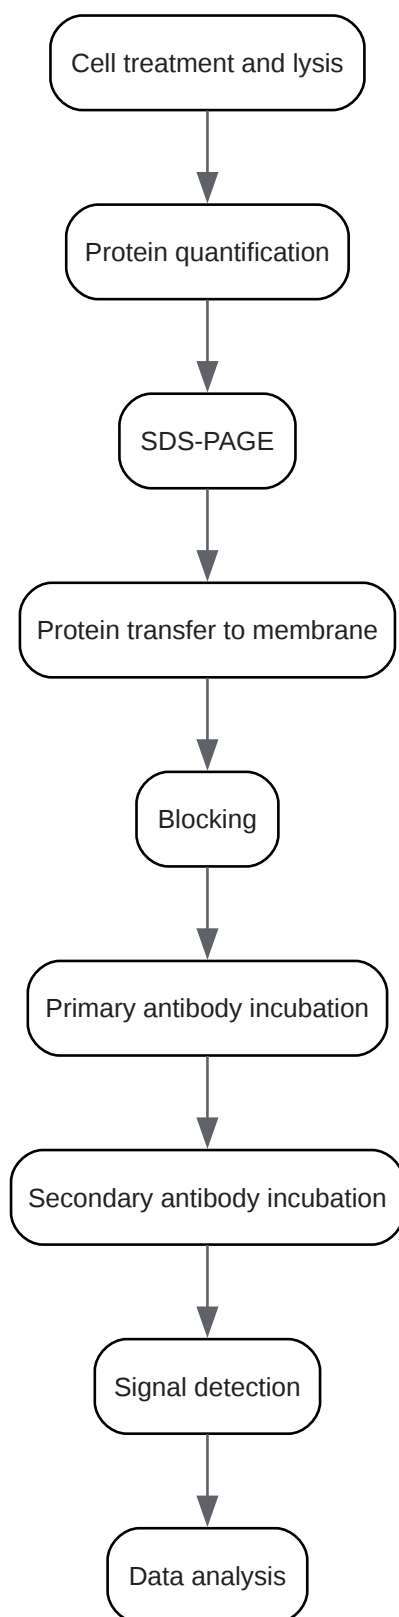 Cell treatment and lysis
Protein quantification
SDS-PAGE
Protein transfer to membrane
Blocking
Primary antibody incubation
Secondary antibody incubation
Signal detection
Data analysis